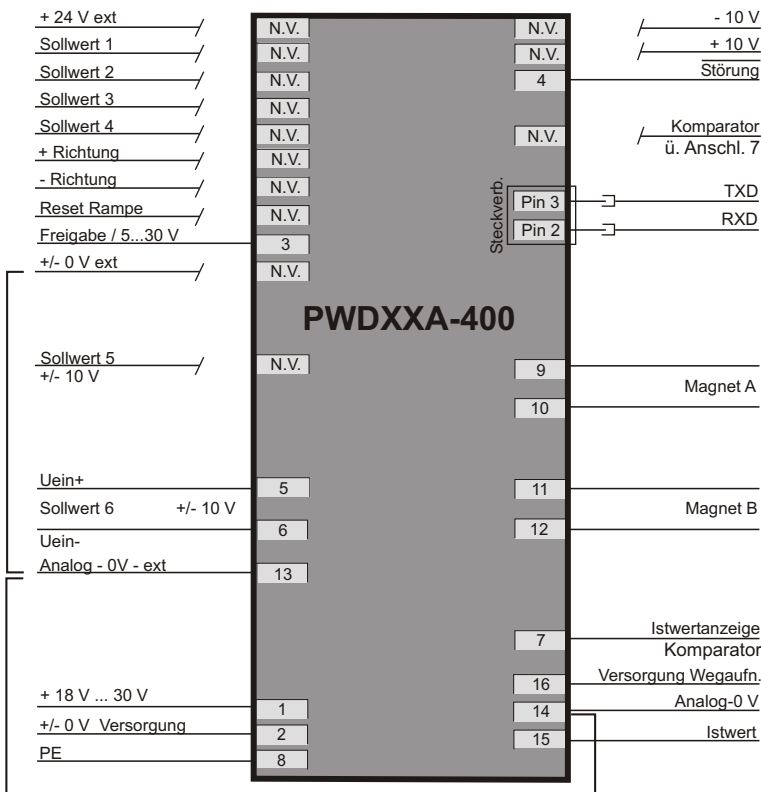 + 24 V ext
N.V.
Sollwert 1
N.V.
Sollwert 2
N.V.
Sollwert 3
N.V.
Sollwert 4
N.V.
+ Richtung
N.V.
- Richtung
N.V.
Reset Rampe
N.V.
Freigabe / 5...30 V
3
+/- 0 V ext
N.V.
Sollwert 5
+/- 10 V
N.V.
Uein+
5
Sollwert 6 +/- 10 V
6
Uein-
Analog - 0V - ext
13
+ 18 V ... 30 V
1
+/- 0 V Versorgung
2
PE
8
PWDXXA-400
N.V.
- 10 V
N.V.
+ 10 V
4
Störung
N.V.
Komparator
ü. Anschl. 7
Steckverb.
Pin 3
TXD
Pin 2
RXD
9
Magnet A
10
11
Magnet B
12
7
Istwertanzeige
Komparator
16
Versorgung Wegaufn.
14
Analog-0 V
15
Istwert